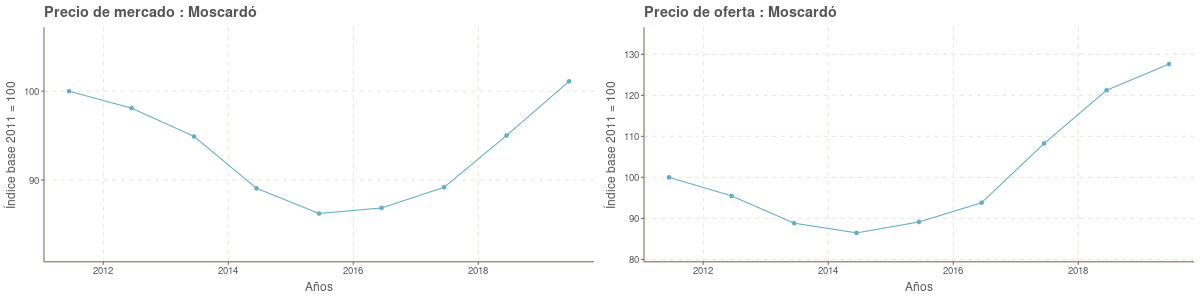 Precio de mercado : Moscardó
Índice base 2011 = 100
100
90
2012
2014
2016
2018
Años
Precio de oferta : Moscardó
Índice base 2011 = 100
130
120
110
100
90
80
2012
2014
2016
2018
Años